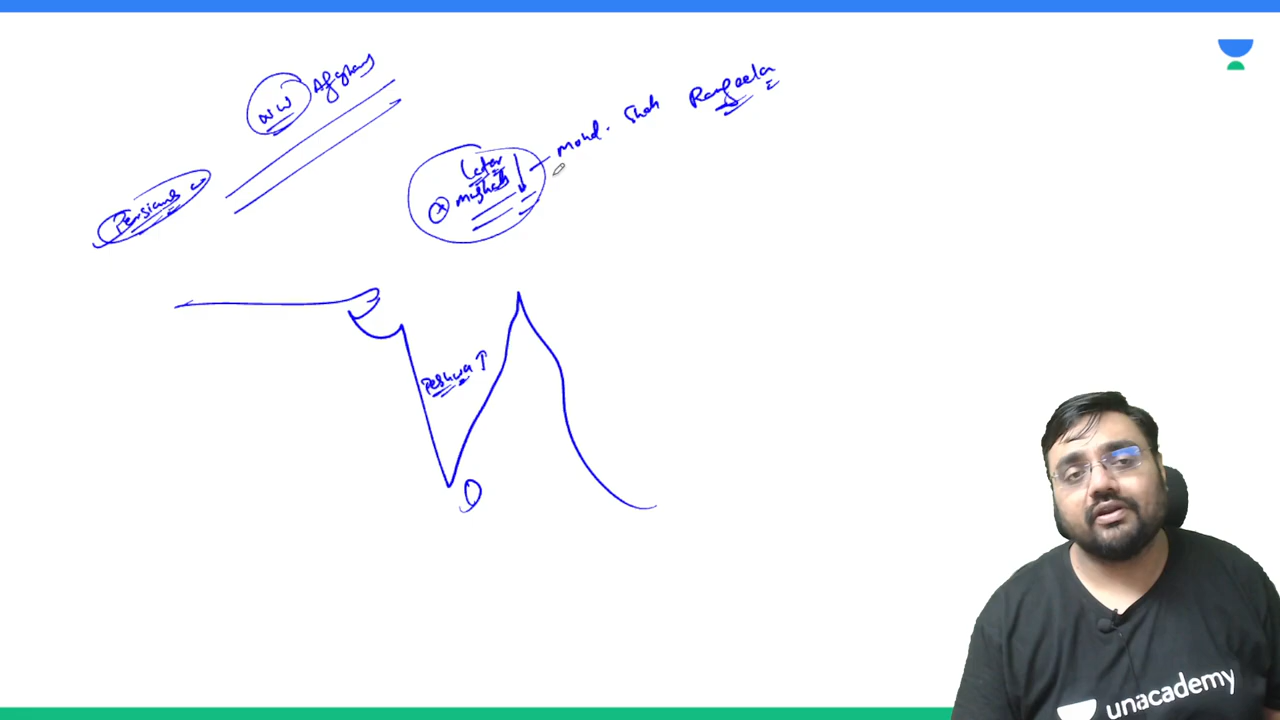 NW Afghans
Persians
Later
Mughals
Mohd. Shah Rangeela
Peshwa ↑
unacademy